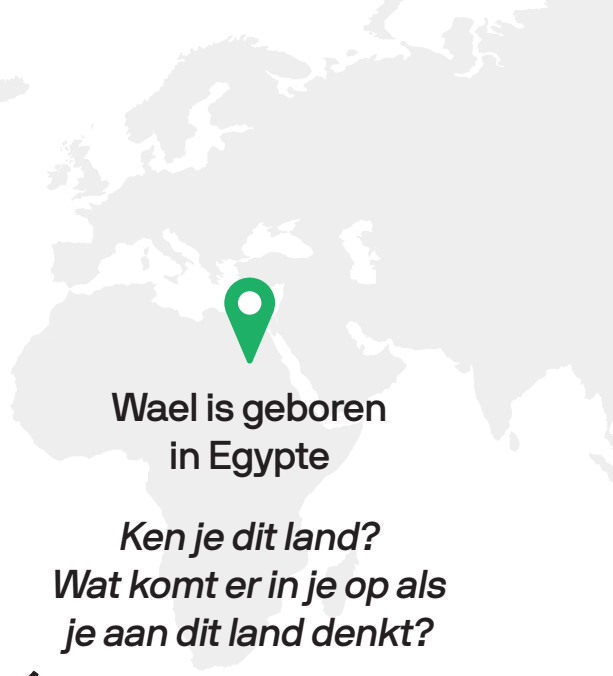 Wael is geboren
in Egypte
Ken je dit land?
Wat komt er in je op als
je aan dit land denkt?